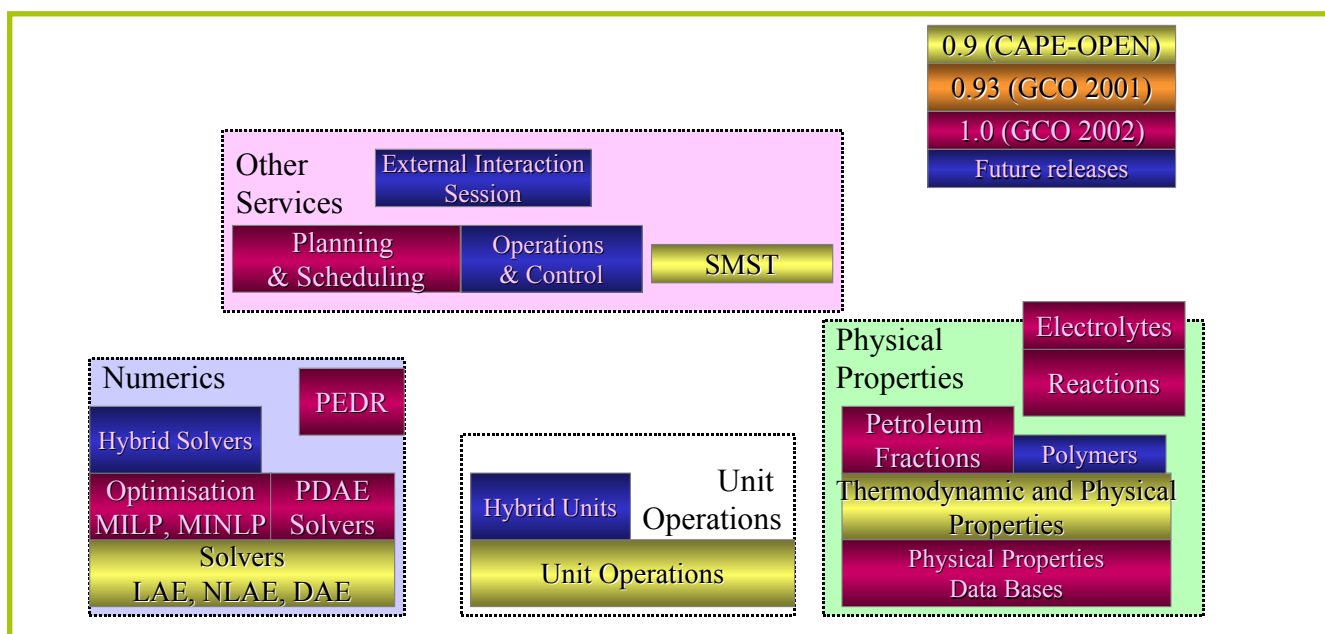 0.9 (CAPE-OPEN)
0.93 (GCO 2001)
1.0 (GCO 2002)
Future releases
Other
Services
External Interaction
Session
Planning
& Scheduling
Operations
& Control
SMST
Numerics
PEDR
Hybrid Solvers
Optimisation
MILP, MINLP
PDAE
Solvers
Solvers
LAE, NLAE, DAE
Unit
Operations
Hybrid Units
Unit Operations
Physical
Properties
Electrolytes
Reactions
Petroleum
Fractions
Polymers
Thermodynamic and Physical
Properties
Physical Properties
Data Bases